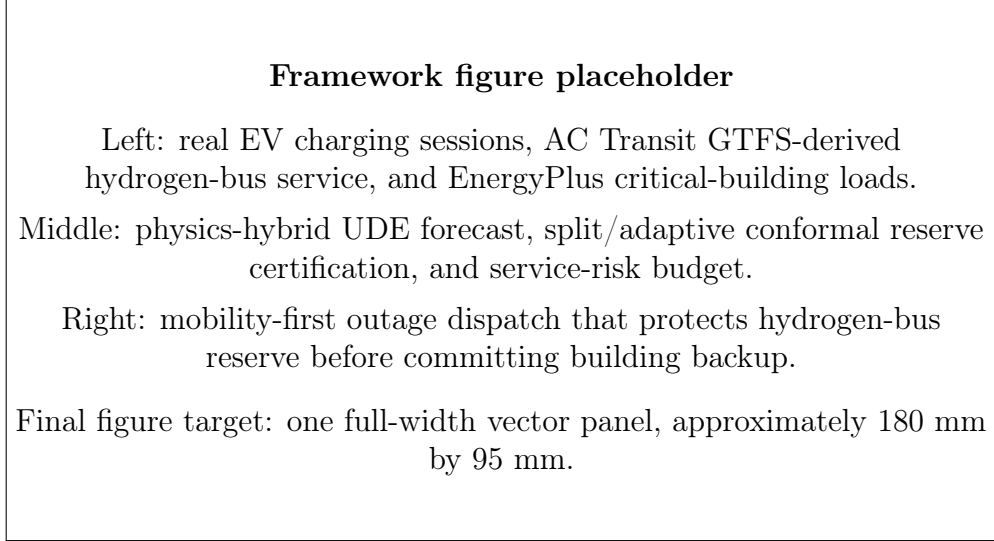 Framework figure placeholder
Left: real EV charging sessions, AC Transit GTFS-derived
hydrogen-bus service, and EnergyPlus critical-building loads.
Middle: physics-hybrid UDE forecast, split/adaptive conformal reserve
certification, and service-risk budget.
Right: mobility-first outage dispatch that protects hydrogen-bus
reserve before committing building backup.
Final figure target: one full-width vector panel, approximately 180 mm
by 95 mm.